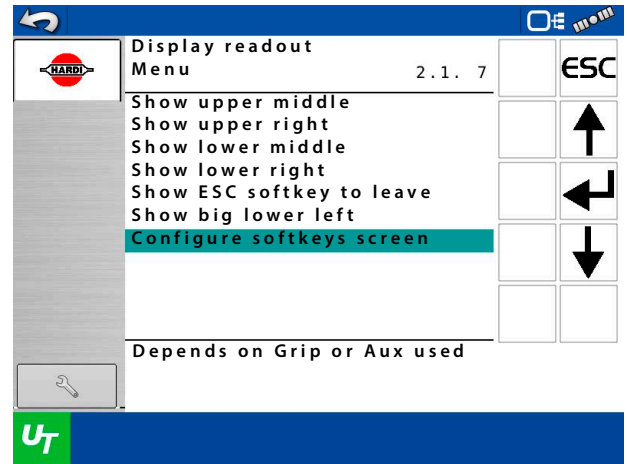 Display readout
Menu 2.1. 7
HARDI
ESC
Show upper middle
Show upper right
Show lower middle
Show lower right
Show ESC softkey to leave
Show big lower left
Configure softkeys screen
Depends on Grip or Aux used
UT